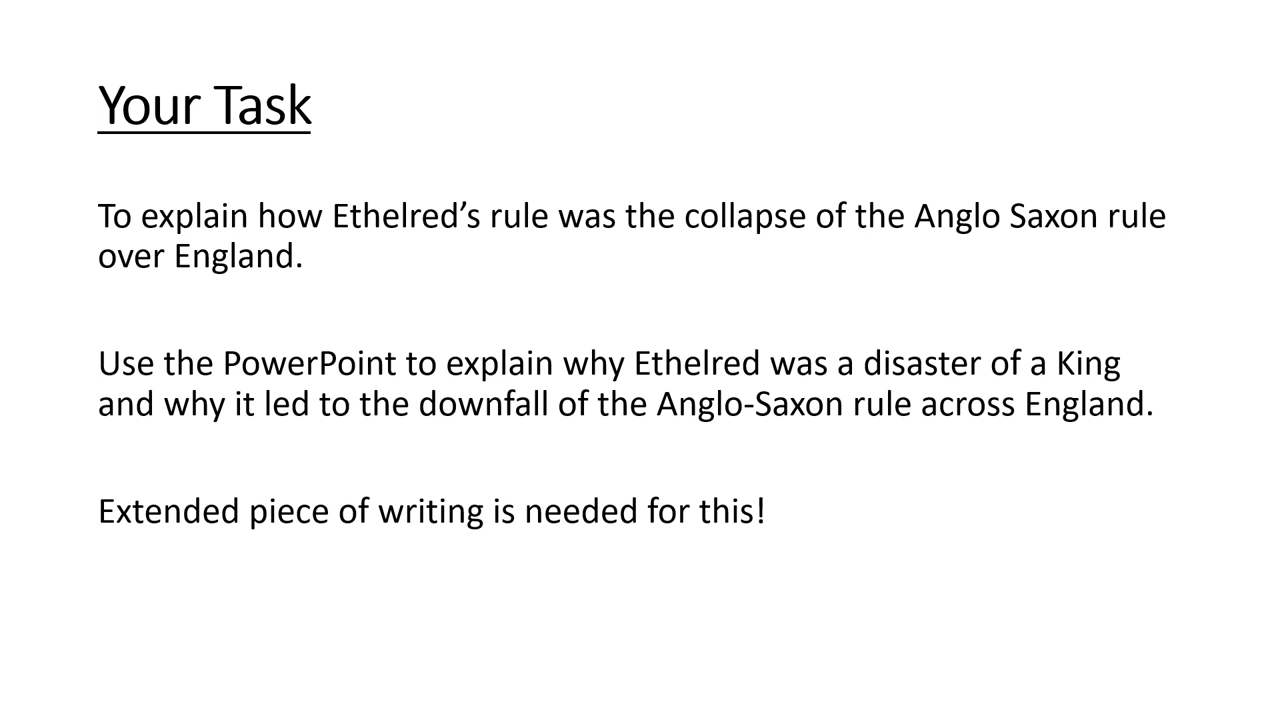 Your Task
To explain how Ethelred’s rule was the collapse of the Anglo Saxon rule
over England.
Use the PowerPoint to explain why Ethelred was a disaster of a King
and why it led to the downfall of the Anglo-Saxon rule across England.
Extended piece of writing is needed for this!